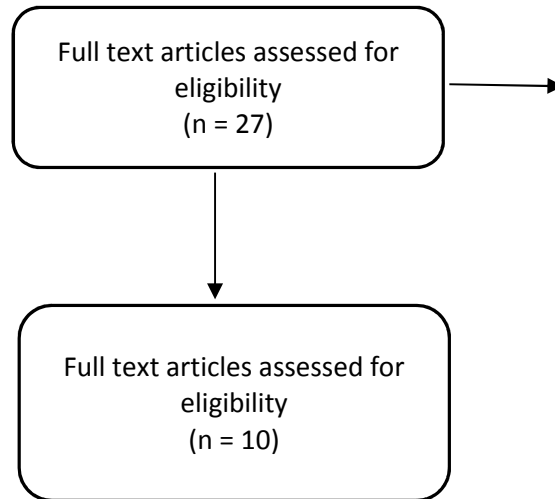 Full text articles assessed for
eligibility
(n = 27)
Full text articles assessed for
eligibility
(n = 10)